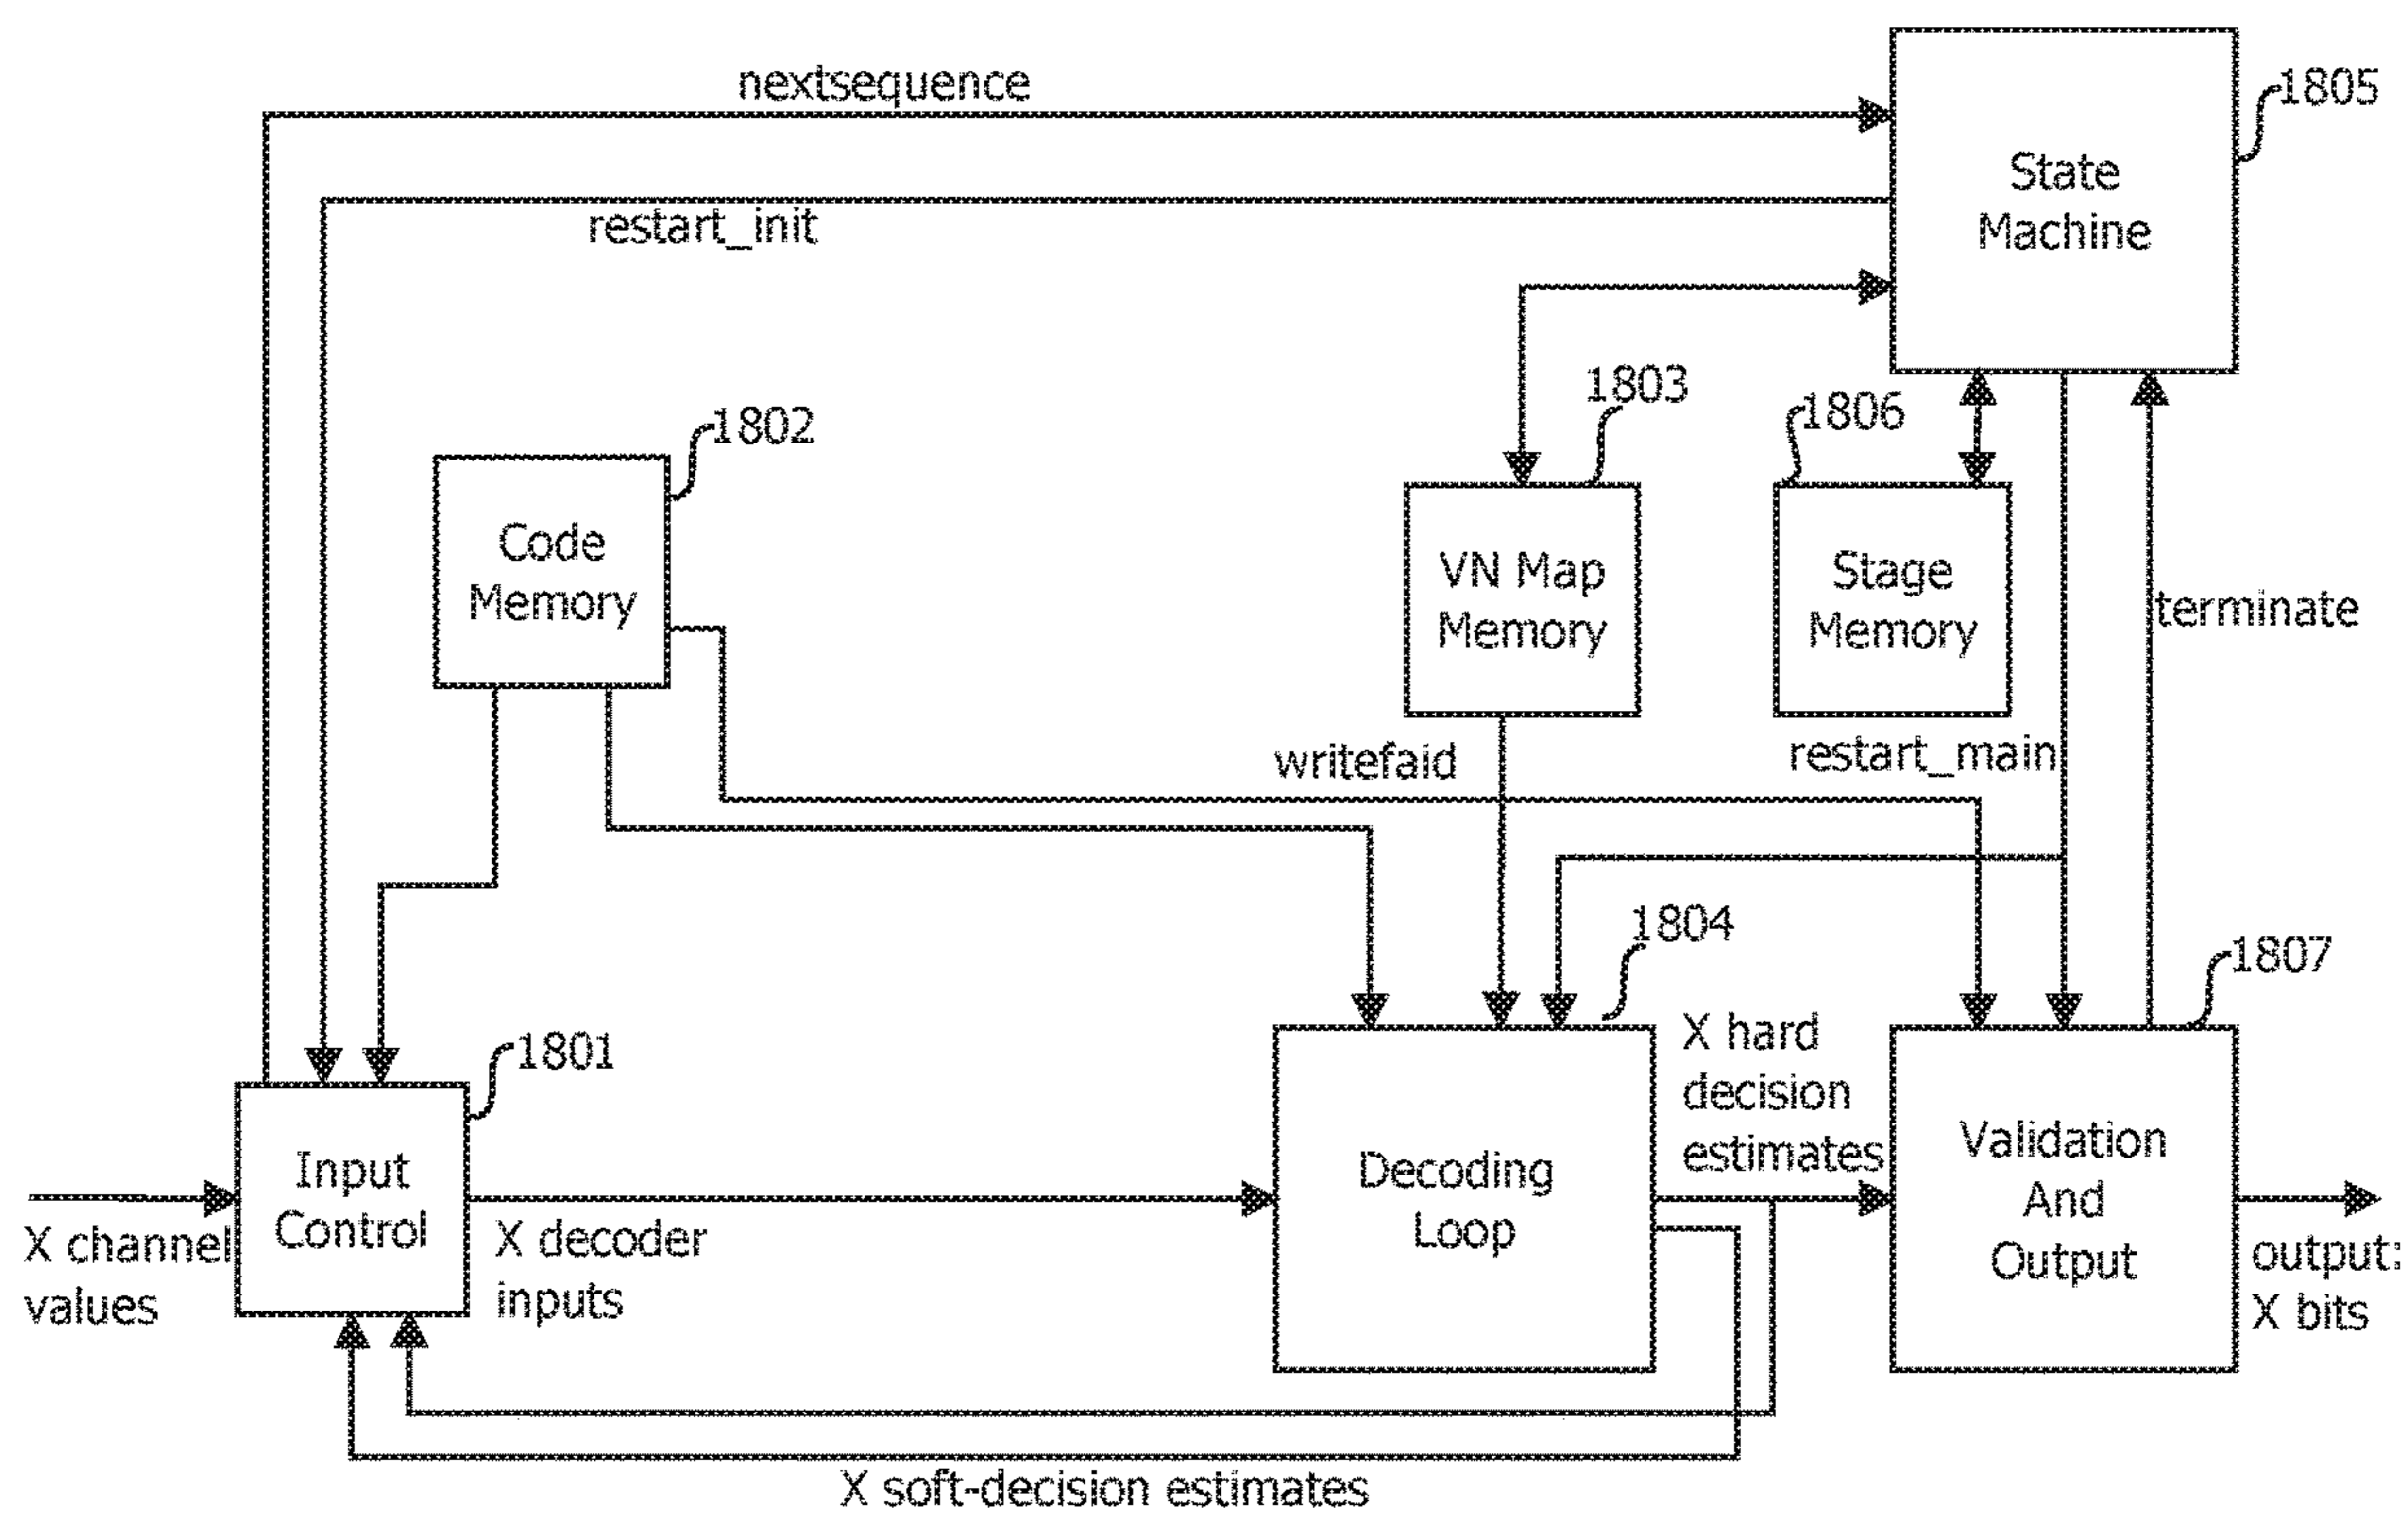 nextsequence
1805
State
Machine
restart_init
1803
1806
1802
Code
Memory
VN Map
Memory
Stage
Memory
terminate
writefaid
restart_main
1804
1807
1801
X hard
decision
estimates
Input
Control
Decoding
Loop
Validation
And
Output
X channel
values
X decoder
inputs
output:
X bits
X soft-decision estimates